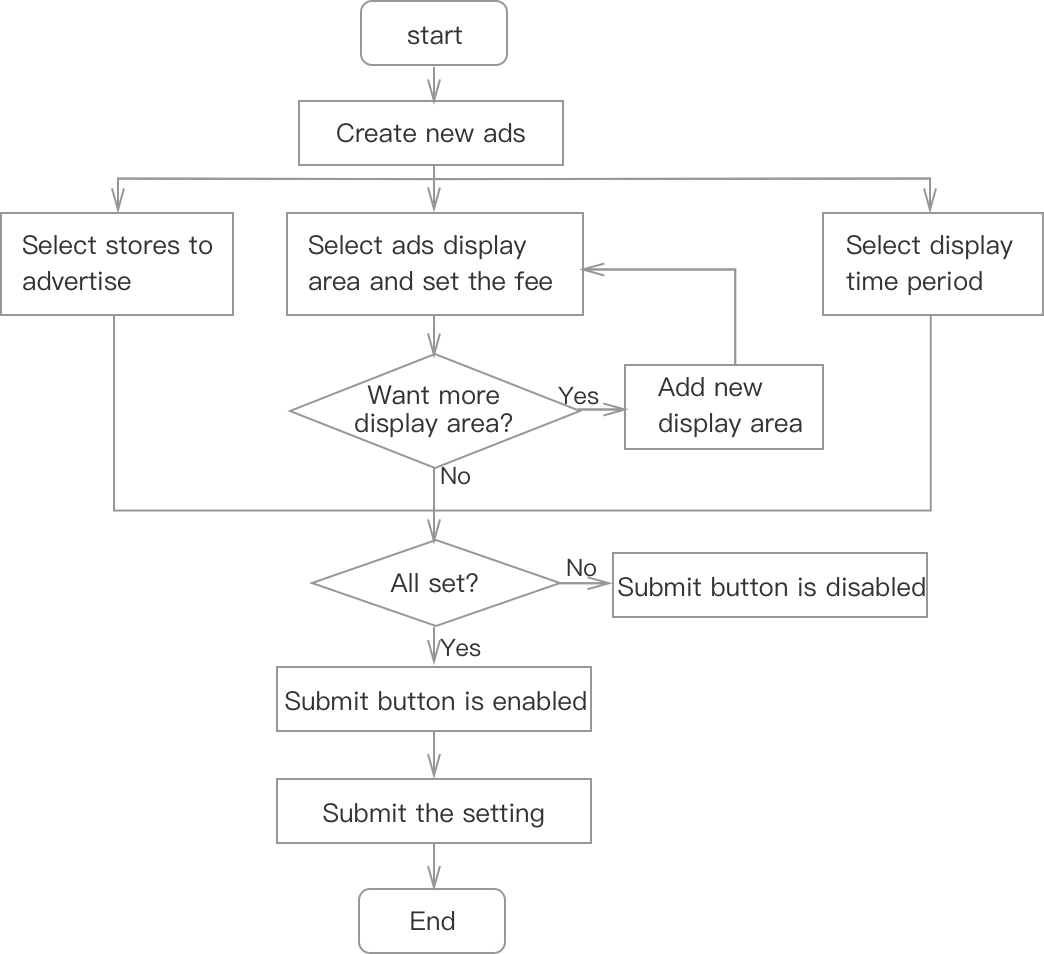 start
Create new ads
Select stores to
advertise
Select ads display
area and set the fee
Select display
time period
Want more
display area?
Yes
Add new
display area
No
All set?
No
Submit button is disabled
Yes
Submit button is enabled
Submit the setting
End